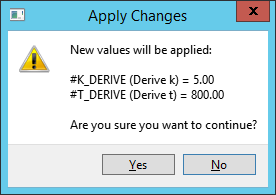 Apply Changes
New values will be applied:
#K_DERIVE (Derive k) = 5.00
#T_DERIVE (Derive t) = 800.00
Are you sure you want to continue?
Yes
No